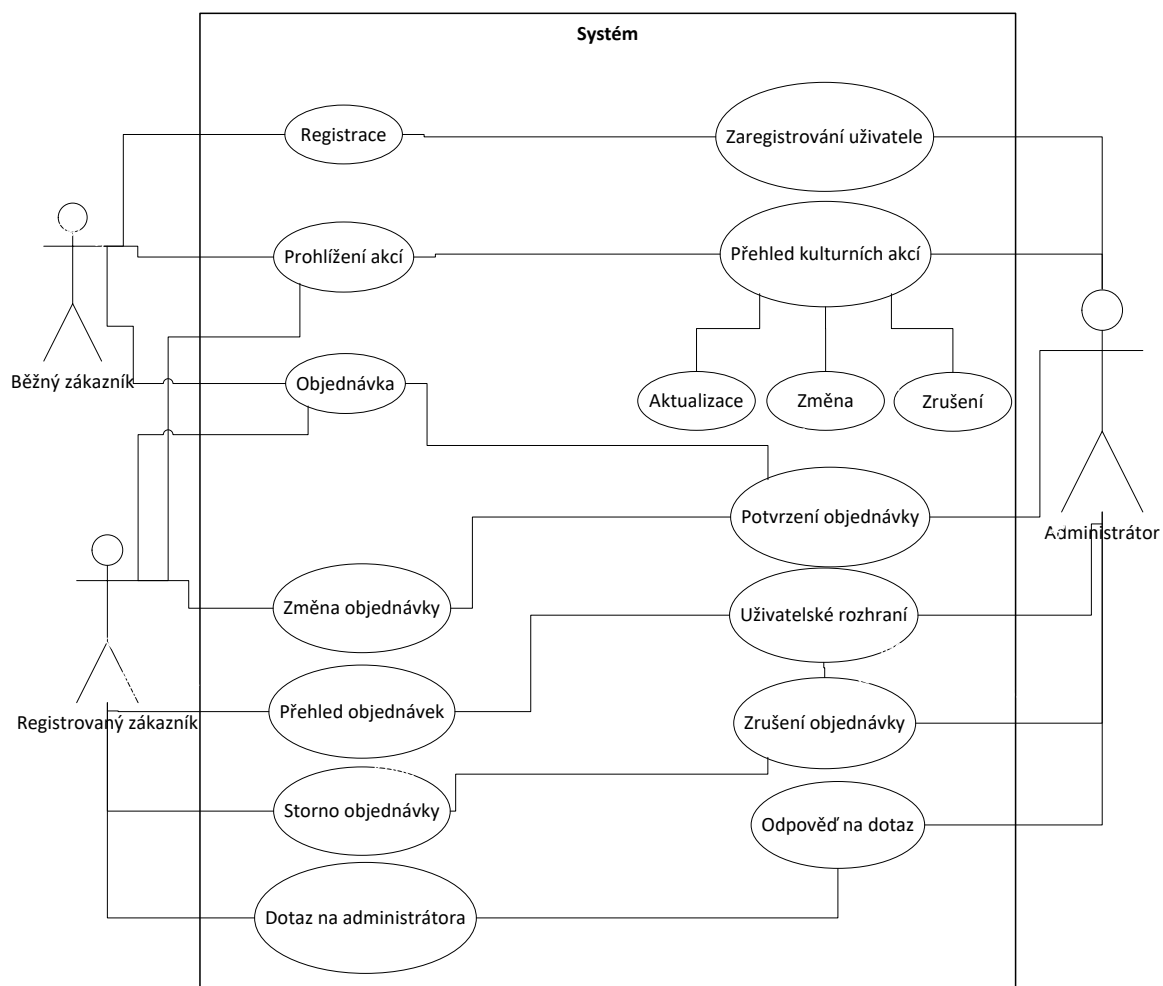 Systém
Registrace
Zaregistrování uživatele
Prohlížení akcí
Přehled kulturních akcí
Běžný zákazník
Objednávka
Aktualizace
Změna
Zrušení
Potvrzení objednávky
Administrátor
Změna objednávky
Uživatelské rozhraní
Registrovaný zákazník
Přehled objednávek
Zrušení objednávky
Storno objednávky
Odpověď na dotaz
Dotaz na administrátora